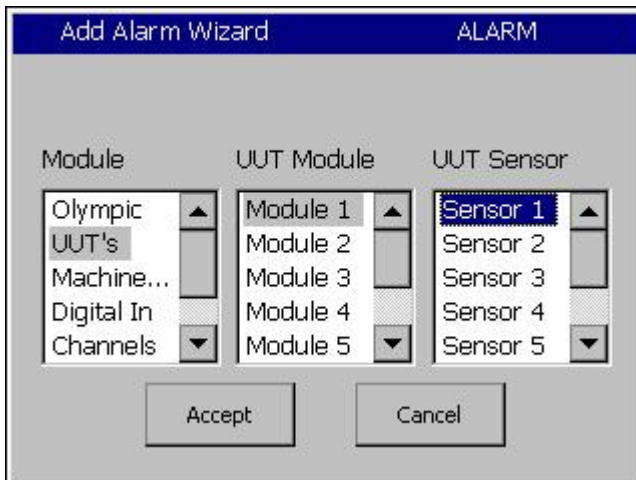 Add Alarm Wizard ALARM
Module UUT Module UUT Sensor
Olympic Module 1 Sensor 1
UUT's Module 2 Sensor 2
Machine... Module 3 Sensor 3
Digital In Module 4 Sensor 4
Channels Module 5 Sensor 5
Accept Cancel